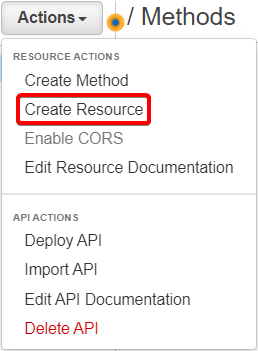 Actions
/ Methods
RESOURCE ACTIONS
Create Method
Create Resource
Enable CORS
Edit Resource Documentation
API ACTIONS
Deploy API
Import API
Edit API Documentation
Delete API